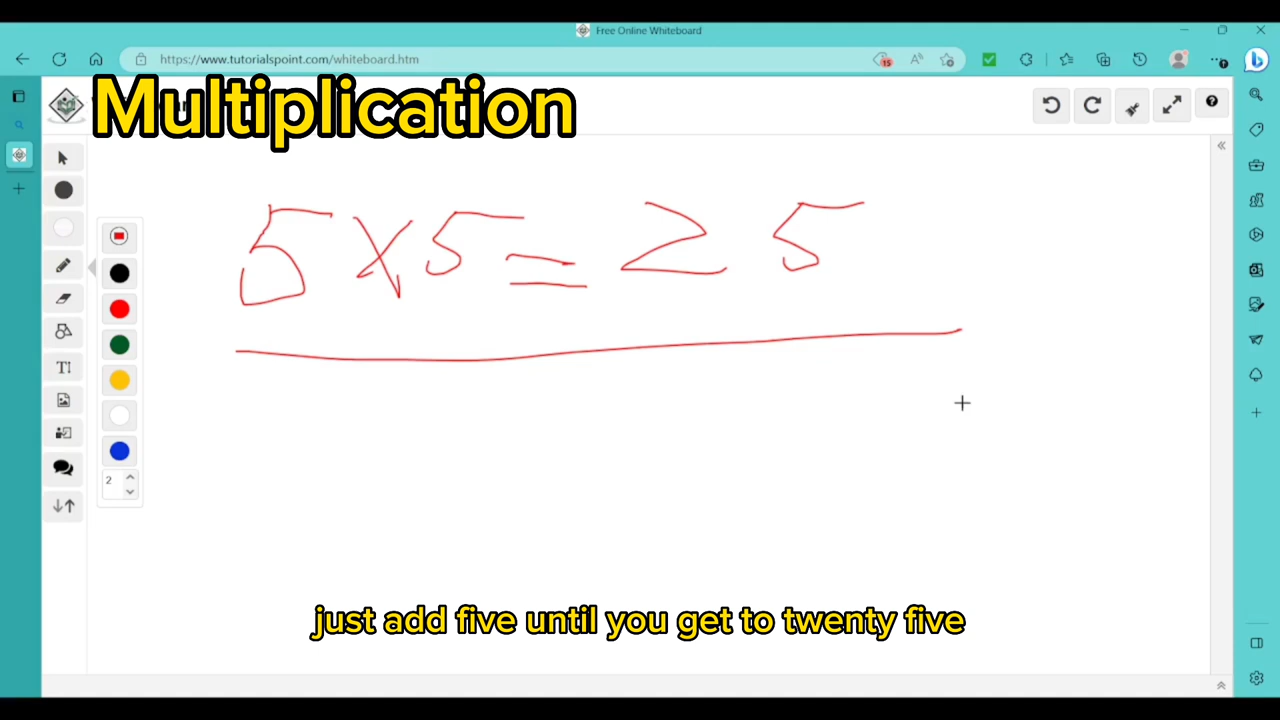 Free Online Whiteboard
https://www.tutorialspoint.com/whiteboard.htm
15
Multiplication
5 x 5 = 25
2
just add five until you get to twenty five